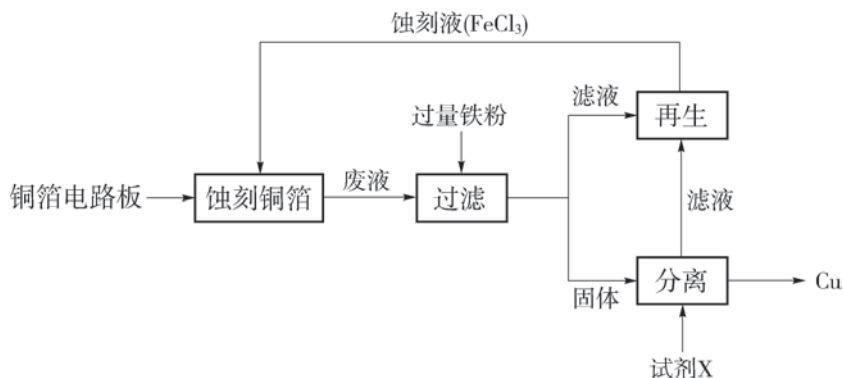 蚀刻液(FeCl₃)
滤液
再生
过量铁粉
铜箔电路板
蚀刻铜箔
废液
过滤
滤液
固体
分离
Cu
试剂X